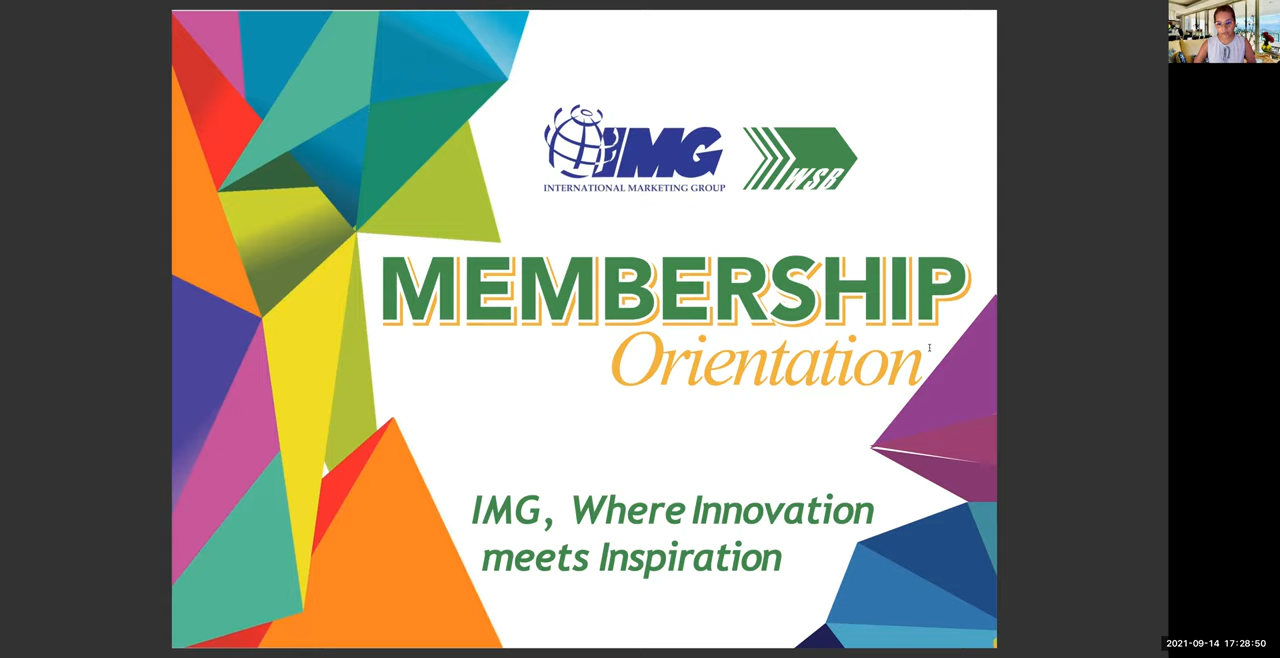 IMG
INTERNATIONAL MARKETING GROUP
WSB
MEMBERSHIP
Orientation
IMG, Where Innovation
meets Inspiration
2021-09-14 17:28:50